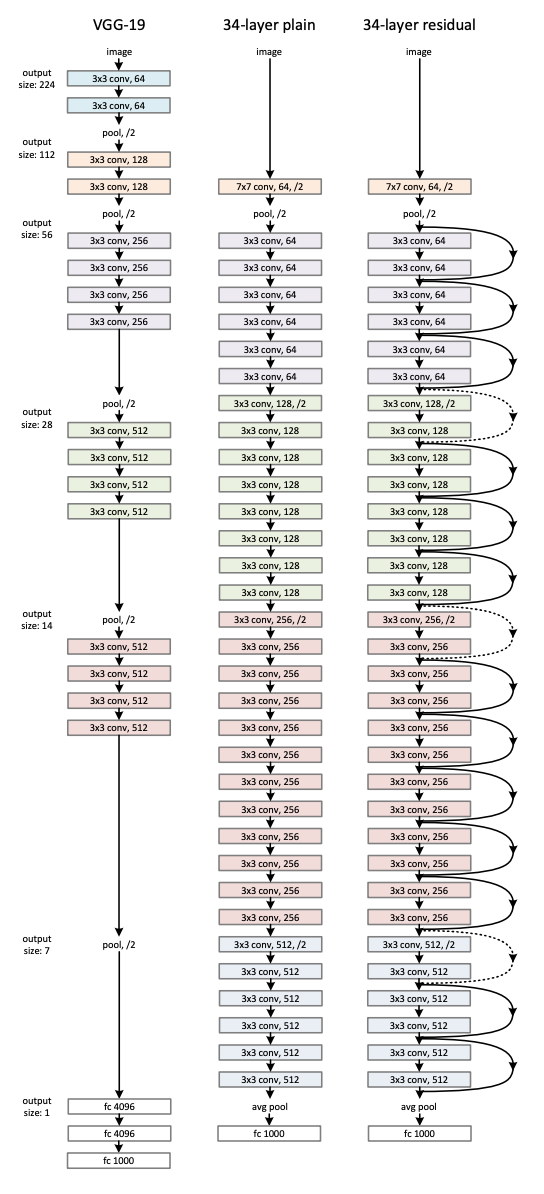 VGG-19
image
output
size: 224
3x3 conv, 64
3x3 conv, 64
pool, /2
output
size: 112
3x3 conv, 128
3x3 conv, 128
pool, /2
output
size: 56
3x3 conv, 256
3x3 conv, 256
3x3 conv, 256
3x3 conv, 256
pool, /2
output
size: 28
3x3 conv, 512
3x3 conv, 512
3x3 conv, 512
3x3 conv, 512
pool, /2
output
size: 14
3x3 conv, 512
3x3 conv, 512
3x3 conv, 512
3x3 conv, 512
output
size: 7
pool, /2
output
size: 1
fc 4096
fc 4096
fc 1000
34-layer plain
image
7x7 conv, 64, /2
pool, /2
3x3 conv, 64
3x3 conv, 64
3x3 conv, 64
3x3 conv, 64
3x3 conv, 64
3x3 conv, 64
3x3 conv, 128, /2
3x3 conv, 128
3x3 conv, 128
3x3 conv, 128
3x3 conv, 128
3x3 conv, 128
3x3 conv, 128
3x3 conv, 128
3x3 conv, 256, /2
3x3 conv, 256
3x3 conv, 256
3x3 conv, 256
3x3 conv, 256
3x3 conv, 256
3x3 conv, 256
3x3 conv, 256
3x3 conv, 256
3x3 conv, 256
3x3 conv, 256
3x3 conv, 256
3x3 conv, 512, /2
3x3 conv, 512
3x3 conv, 512
3x3 conv, 512
3x3 conv, 512
3x3 conv, 512
avg pool
fc 1000
34-layer residual
image
7x7 conv, 64, /2
pool, /2
3x3 conv, 64
3x3 conv, 64
3x3 conv, 64
3x3 conv, 64
3x3 conv, 64
3x3 conv, 64
3x3 conv, 128, /2
3x3 conv, 128
3x3 conv, 128
3x3 conv, 128
3x3 conv, 128
3x3 conv, 128
3x3 conv, 128
3x3 conv, 128
3x3 conv, 256, /2
3x3 conv, 256
3x3 conv, 256
3x3 conv, 256
3x3 conv, 256
3x3 conv, 256
3x3 conv, 256
3x3 conv, 256
3x3 conv, 256
3x3 conv, 256
3x3 conv, 256
3x3 conv, 256
3x3 conv, 512, /2
3x3 conv, 512
3x3 conv, 512
3x3 conv, 512
3x3 conv, 512
3x3 conv, 512
avg pool
fc 1000